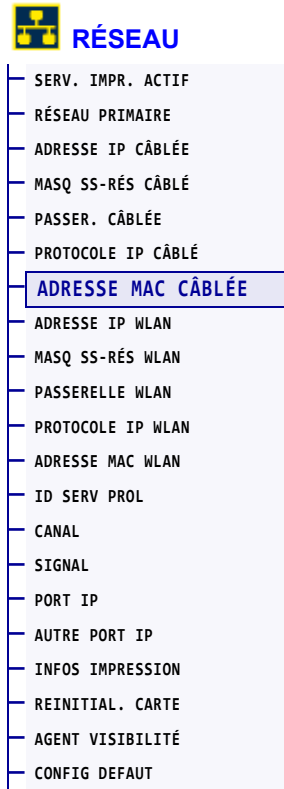 RÉSEAU
SERV. IMPR. ACTIF
RÉSEAU PRIMAIRE
ADRESSE IP CÂBLÉE
MASQ SS-RÉS CÂBLÉ
PASSER. CÂBLÉE
PROTOCOLE IP CÂBLÉ
ADRESSE MAC CÂBLÉE
ADRESSE IP WLAN
MASQ SS-RÉS WLAN
PASSERELLE WLAN
PROTOCOLE IP WLAN
ADRESSE MAC WLAN
ID SERV PROL
CANAL
SIGNAL
PORT IP
AUTRE PORT IP
INFOS IMPRESSION
REINITIAL. CARTE
AGENT VISIBILITÉ
CONFIG DEFAUT